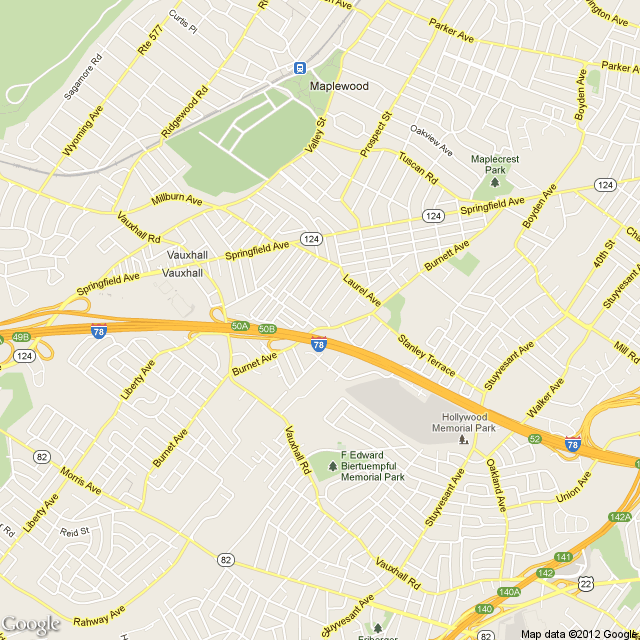 Curtis Pl
Rte 577
Parker Ave
Parker Ave
Sagamore Rd
Ridgewood Rd
Maplewood
Boyden Ave
Wyoming Ave
Valley St
Prospect St
Oakview Ave
Tuscan Rd
Maplecrest
Park
Millburn Ave
124
Springfield Ave
124
Boyden Ave
Vauxhall Rd
124
Springfield Ave
Burnett Ave
40th St
Vauxhall
Vauxhall
Springfield Ave
Laurel Ave
Stuyvesant Ave
50A
50B
78
49B
78
124
Stanley Terrace
Mill Rd
Burnet Ave
Liberty Ave
Stuyvesant Ave
Walker Ave
Hollywood
Memorial Park
52
78
Burnet Ave
Vauxhall Rd
82
F Edward
Biertuempful
Memorial Park
Morris Ave
Oakland Ave
Union Ave
Liberty Ave
Stuyvesant Ave
142A
Reid St
82
Vauxhall Rd
141
142
22
140A
140
Rahway Ave
Stuyvesant Ave
Google
Map data ©2012 Google